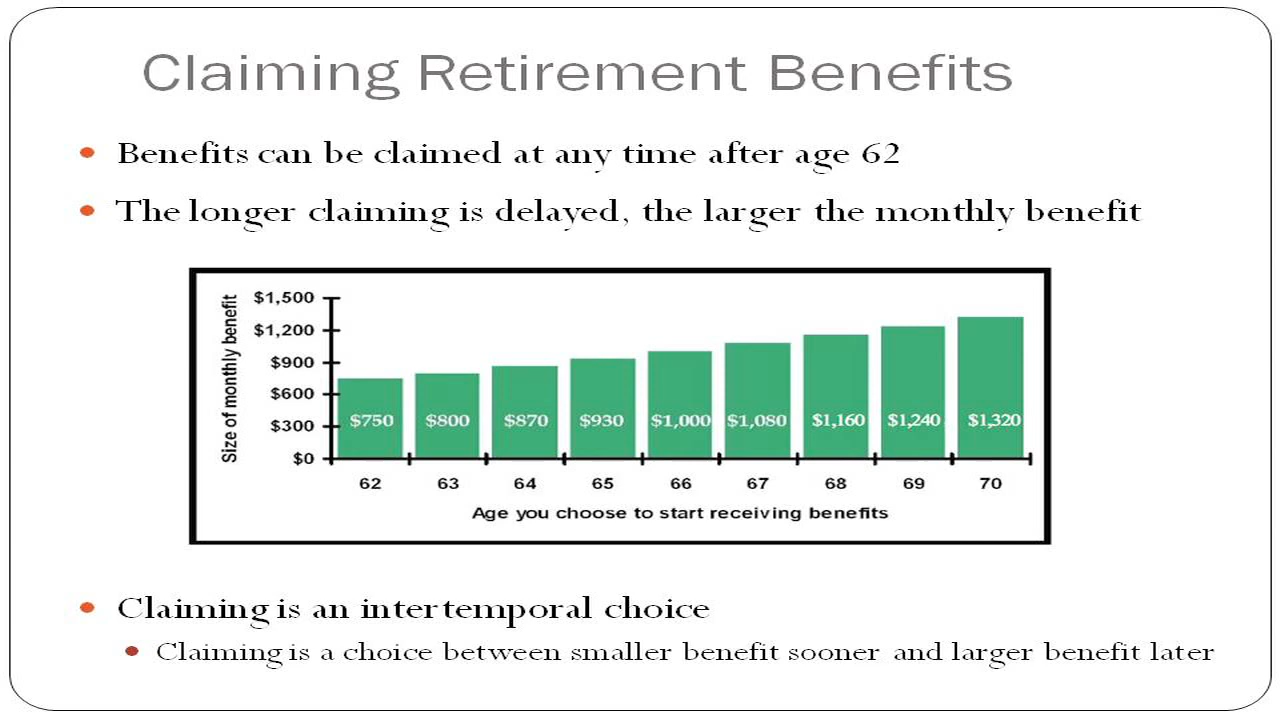 Claiming Retirement Benefits
• Benefits can be claimed at any time after age 62
• The longer claiming is delayed, the larger the monthly benefit
Size of monthly benefit
$1,500
$1,200
$900
$600
$300
$0
$750 $800 $870 $930 $1,000 $1,080 $1,160 $1,240 $1,320
62 63 64 65 66 67 68 69 70
Age you choose to start receiving benefits
• Claiming is an intertemporal choice
• Claiming is a choice between smaller benefit sooner and larger benefit later